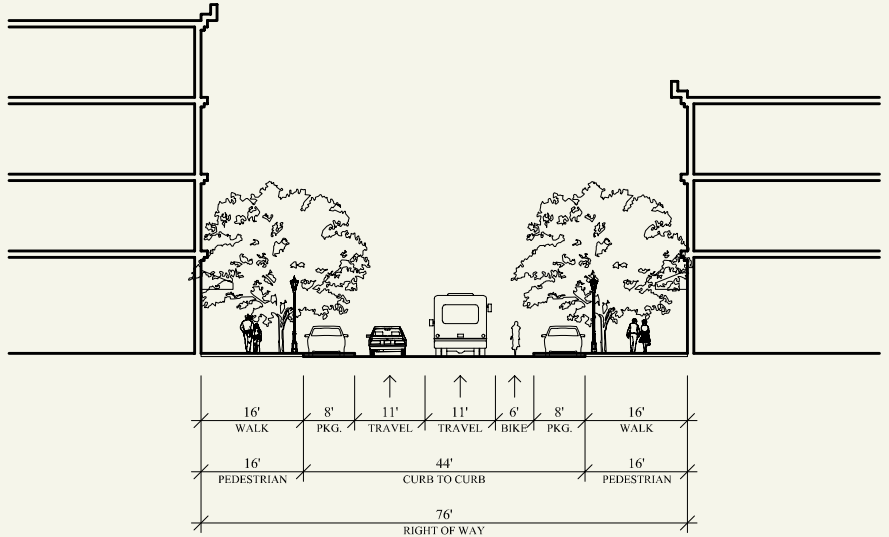 16' 8' 11' 11' 6' 8' 16'
WALK PKG. TRAVEL TRAVEL BIKE PKG. WALK
16' 44' 16'
PEDESTRIAN CURB TO CURB PEDESTRIAN
76'
RIGHT OF WAY